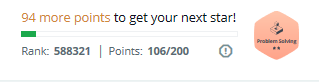 94 more points to get your next star!
Rank: 588321 | Points: 106/200
Problem Solving